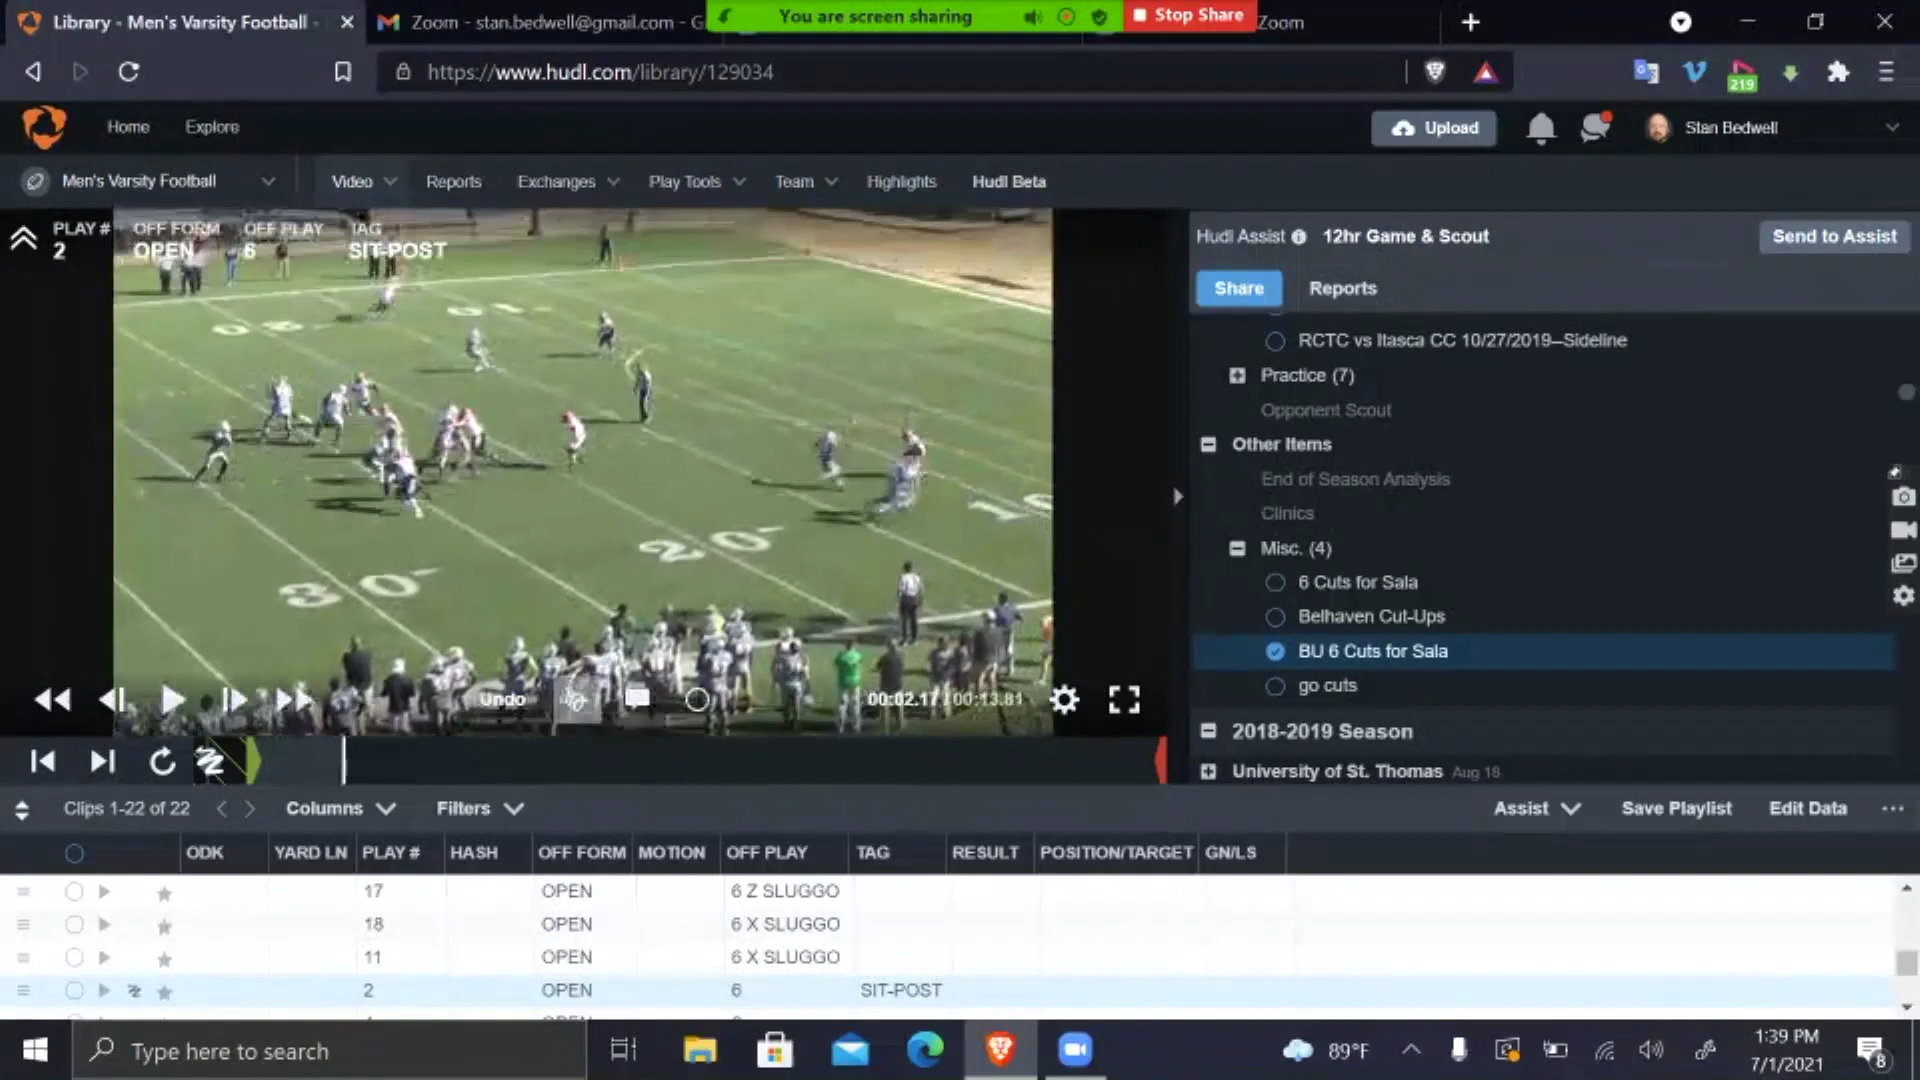 Library - Men's Varsity Football -
Zoom - stan.bedwell@gmail.com - G
You are screen sharing
Stop Share
Zoom
https://www.hudl.com/library/129034
219
Home
Explore
Upload
Stan Bedwell
Men's Varsity Football
Video
Reports
Exchanges
Play Tools
Team
Highlights
Hudl Beta
PLAY #
OFF FORM
OFF PLAY
TAG
2
OPEN
6
SIT-POST
Hudl Assist
12hr Game & Scout
Send to Assist
Share
Reports
RCTC vs Itasca CC 10/27/2019--Sideline
Practice (7)
Opponent Scout
Other Items
End of Season Analysis
Clinics
Misc. (4)
6 Cuts for Sala
Belhaven Cut-Ups
BU 6 Cuts for Sala
go cuts
2018-2019 Season
University of St. Thomas Aug 18
20
10
10
20
30
Undo
00:02.17 / 00:13.81
Clips 1-22 of 22
Columns
Filters
Assist
Save Playlist
Edit Data
ODK YARD LN PLAY # HASH OFF FORM MOTION OFF PLAY TAG RESULT POSITION/TARGET GN/LS
17 OPEN 6 Z SLUGGO
18 OPEN 6 X SLUGGO
11 OPEN 6 X SLUGGO
2 OPEN 6 SIT-POST
Type here to search
89°F
1:39 PM
7/1/2021
8